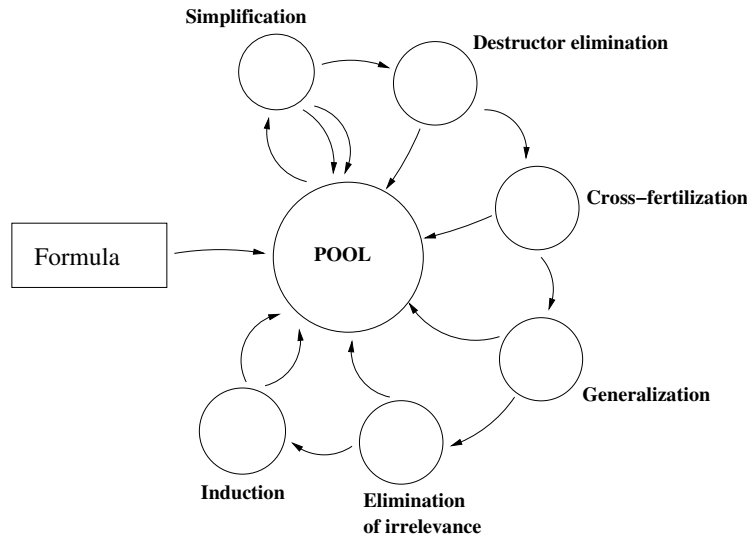 Simplification
Destructor elimination
Cross−fertilization
Formula
POOL
Generalization
Induction
Elimination
of irrelevance